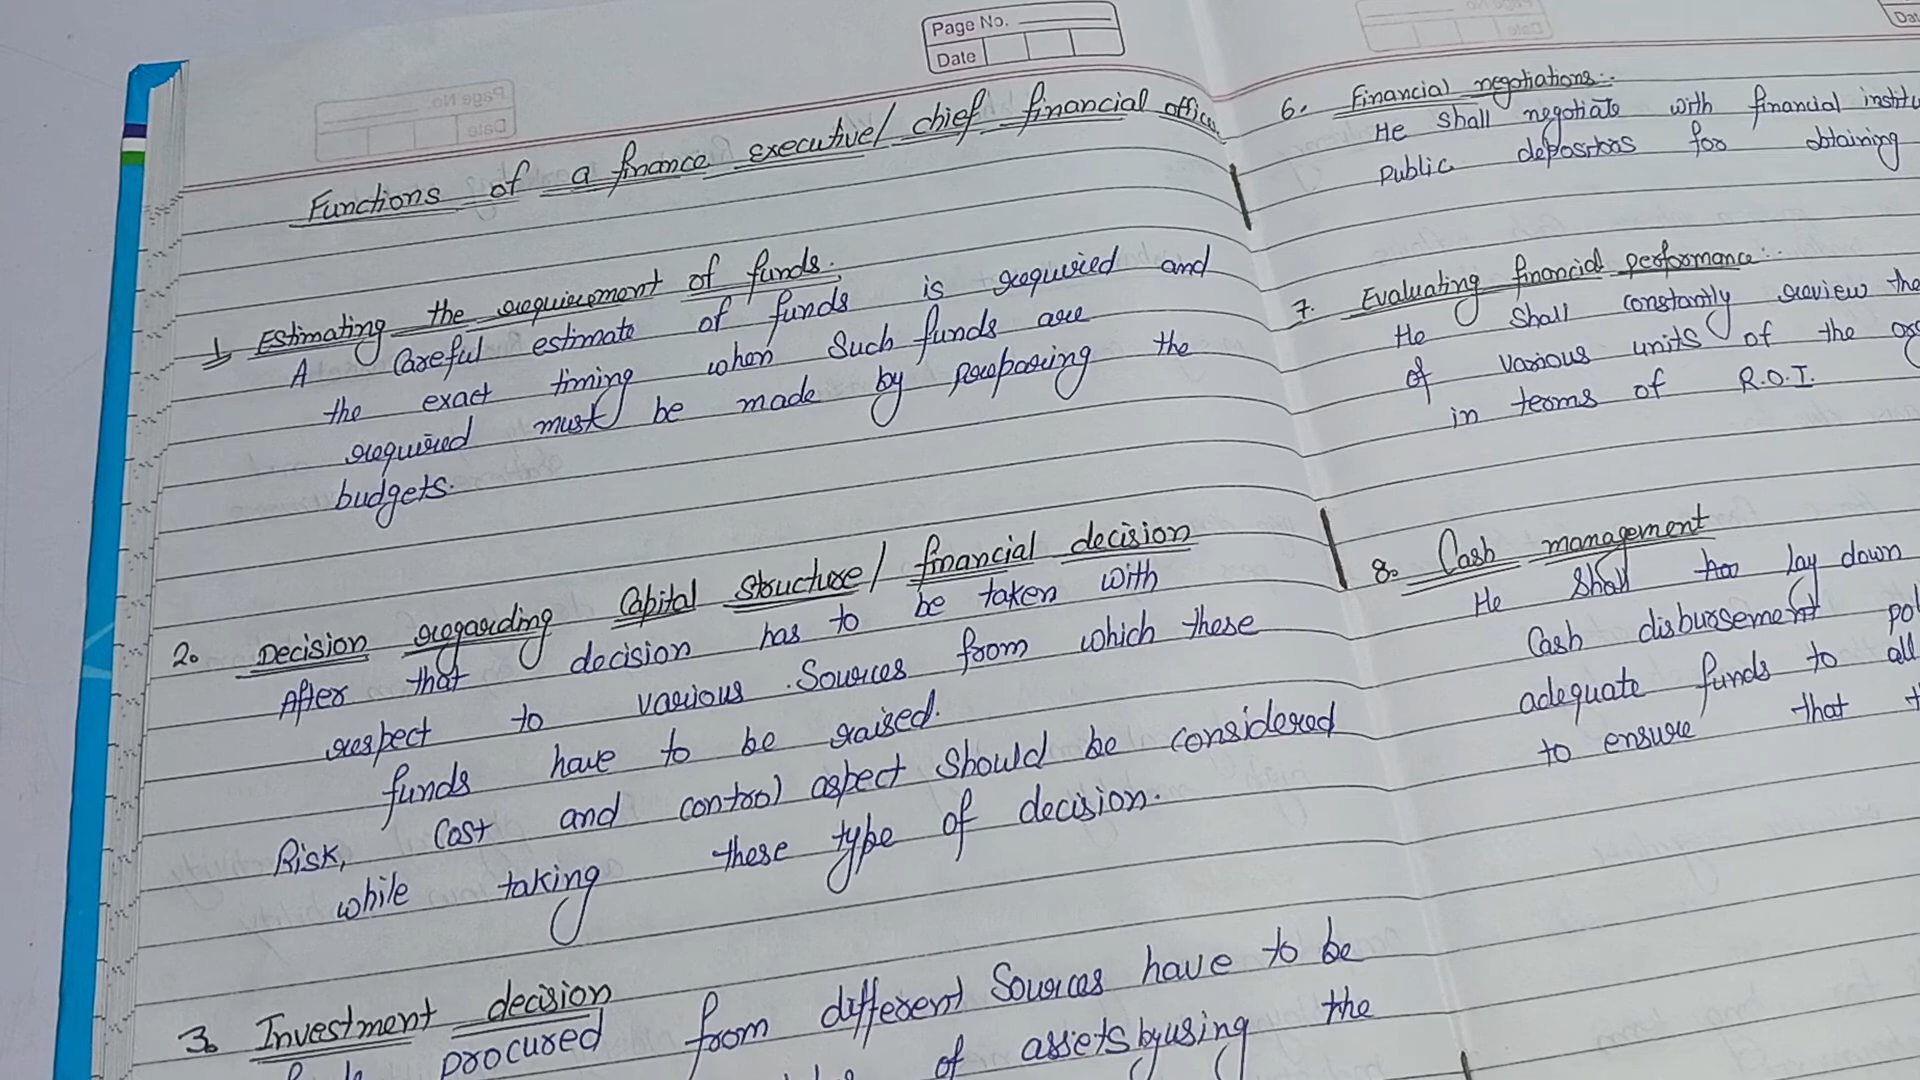 Page No.
Date
Functions of a finance executive/ chief financial office
1. Estimating the requirement of funds:
A Careful estimate of funds is required and
the exact timing when Such funds are
required must be made by preparing the
budgets.
2. Decision regarding Capital Structure/ financial decision
After that decision has to be taken with
respect to various Sources from which these
funds have to be raised.
Risk, Cost and control aspect should be considered
while taking these type of decision.
3. Investment decision
procured from different Sources have to be
of assets by using the
6. Financial negotiations:-
He shall negotiate with financial institu
Public depositors for obtaining
7. Evaluating financial performance:-
He shall constantly review the
of various units of the
in terms of R.O.I.
8. Cash management
He shall lay down
Cash disbursement pol
adequate funds to all
to ensure that